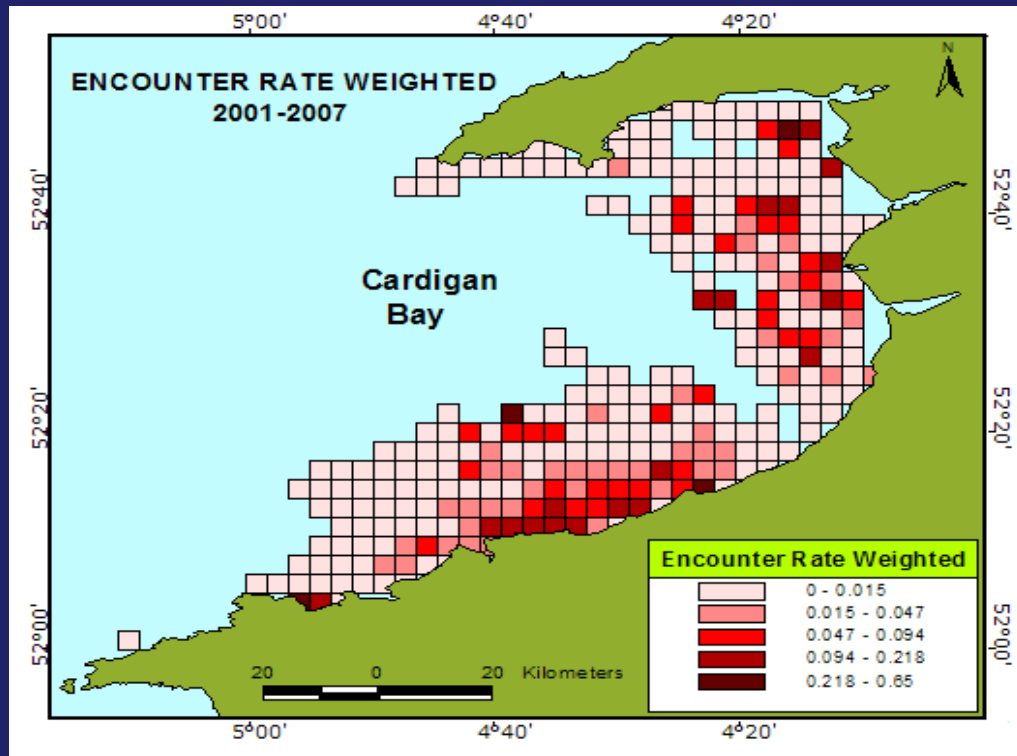 5°00'
4°40'
4°20'
ENCOUNTER RATE WEIGHTED
2001-2007
N
52°40'
52°40'
Cardigan
Bay
52°20'
52°20'
Encounter Rate Weighted
0 - 0.015
0.015 - 0.047
0.047 - 0.094
0.094 - 0.218
0.218 - 0.65
52°00'
52°00'
20 0 20 Kilometers
5°00'
4°40'
4°20'